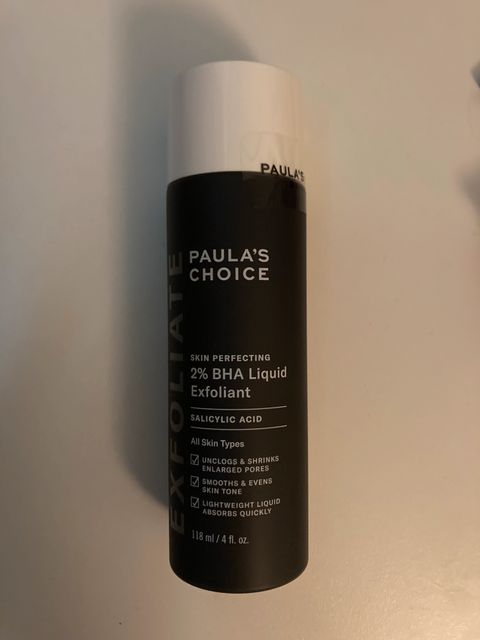 PAULA'S
PAULA'S
CHOICE
EXFOLIATE
SKIN PERFECTING
2% BHA Liquid
Exfoliant
SALICYLIC ACID
All Skin Types
UNCLOGS & SHRINKS
ENLARGED PORES
SMOOTHS & EVENS
SKIN TONE
LIGHTWEIGHT LIQUID
ABSORBS QUICKLY
118 ml / 4 fl. oz.